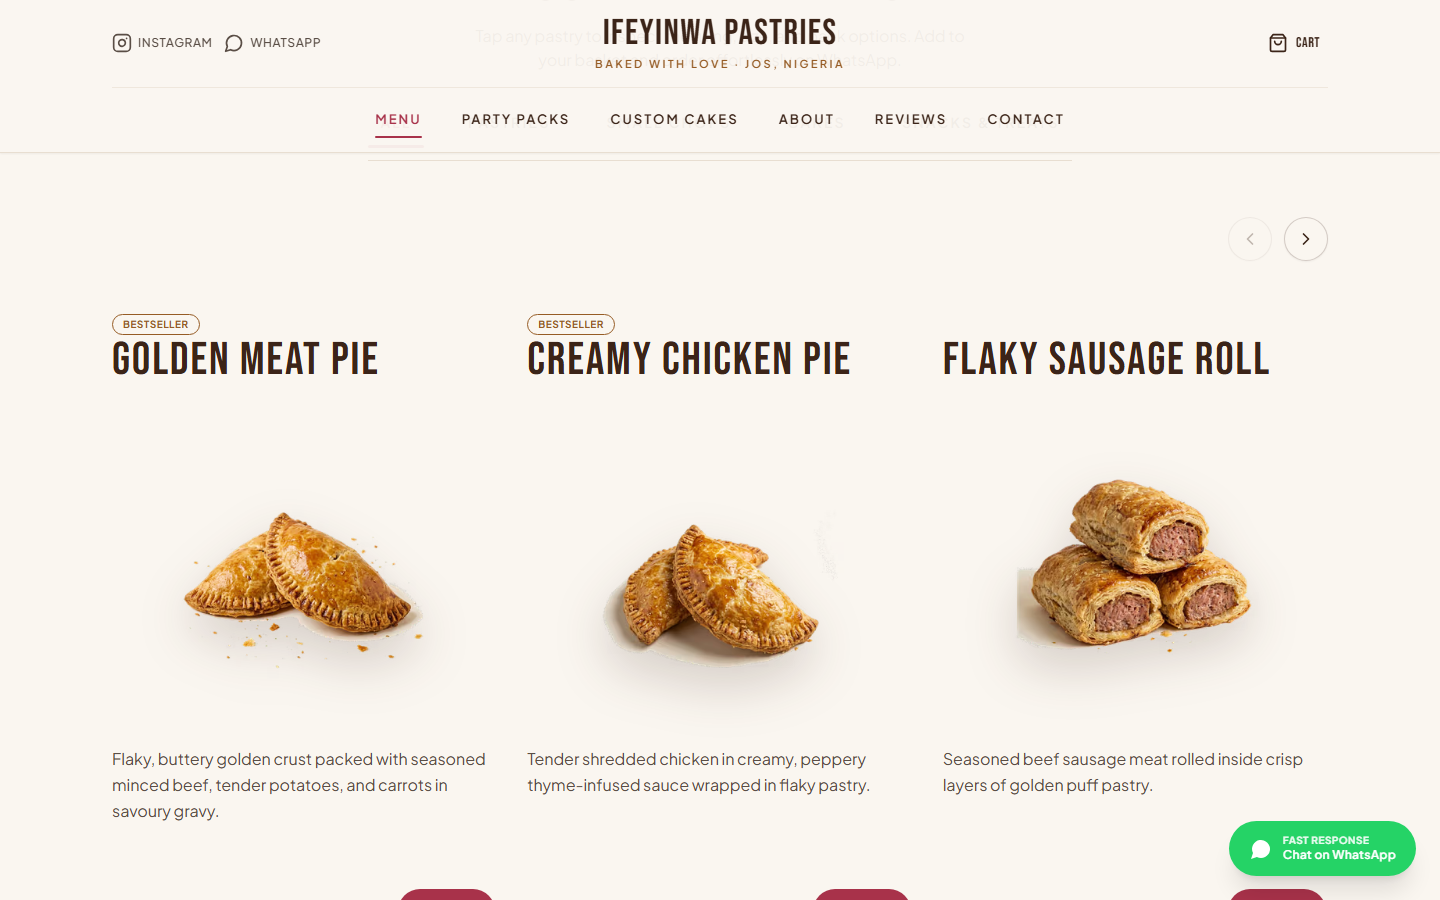 INSTAGRAM
WHATSAPP
IFEYINWA PASTRIES
BAKED WITH LOVE · JOS, NIGERIA
CART
MENU
PARTY PACKS
CUSTOM CAKES
ABOUT
REVIEWS
CONTACT
BESTSELLER
GOLDEN MEAT PIE
BESTSELLER
CREAMY CHICKEN PIE
FLAKY SAUSAGE ROLL
Flaky, buttery golden crust packed with seasoned
minced beef, tender potatoes, and carrots in
savoury gravy.
Tender shredded chicken in creamy, peppery
thyme-infused sauce wrapped in flaky pastry.
Seasoned beef sausage meat rolled inside crisp
layers of golden puff pastry.
FAST RESPONSE
Chat on WhatsApp